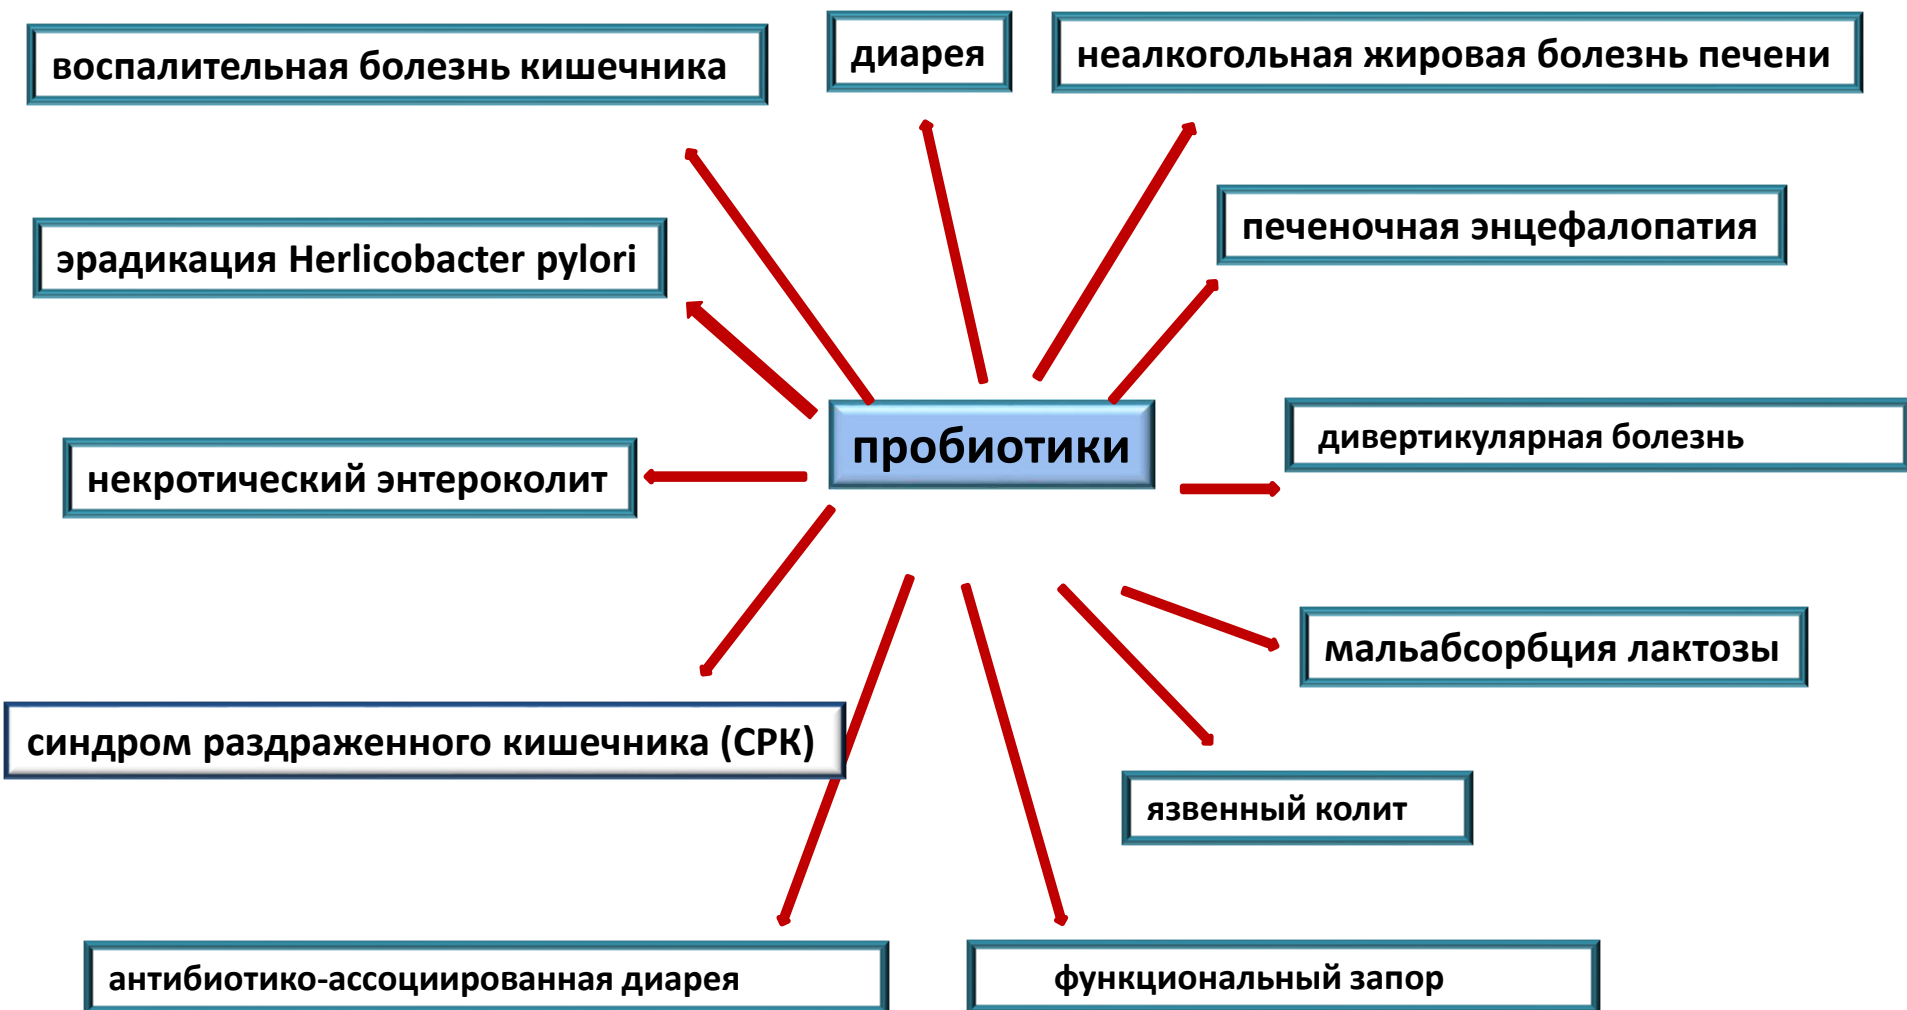 воспалительная болезнь кишечника
диарея
неалкогольная жировая болезнь печени
эрадикация Herlicobacter pylori
печеночная энцефалопатия
пробиотики
некротический энтероколит
дивертикулярная болезнь
мальабсорбция лактозы
синдром раздраженного кишечника (СРК)
язвенный колит
антибиотико-ассоциированная диарея
функциональный запор